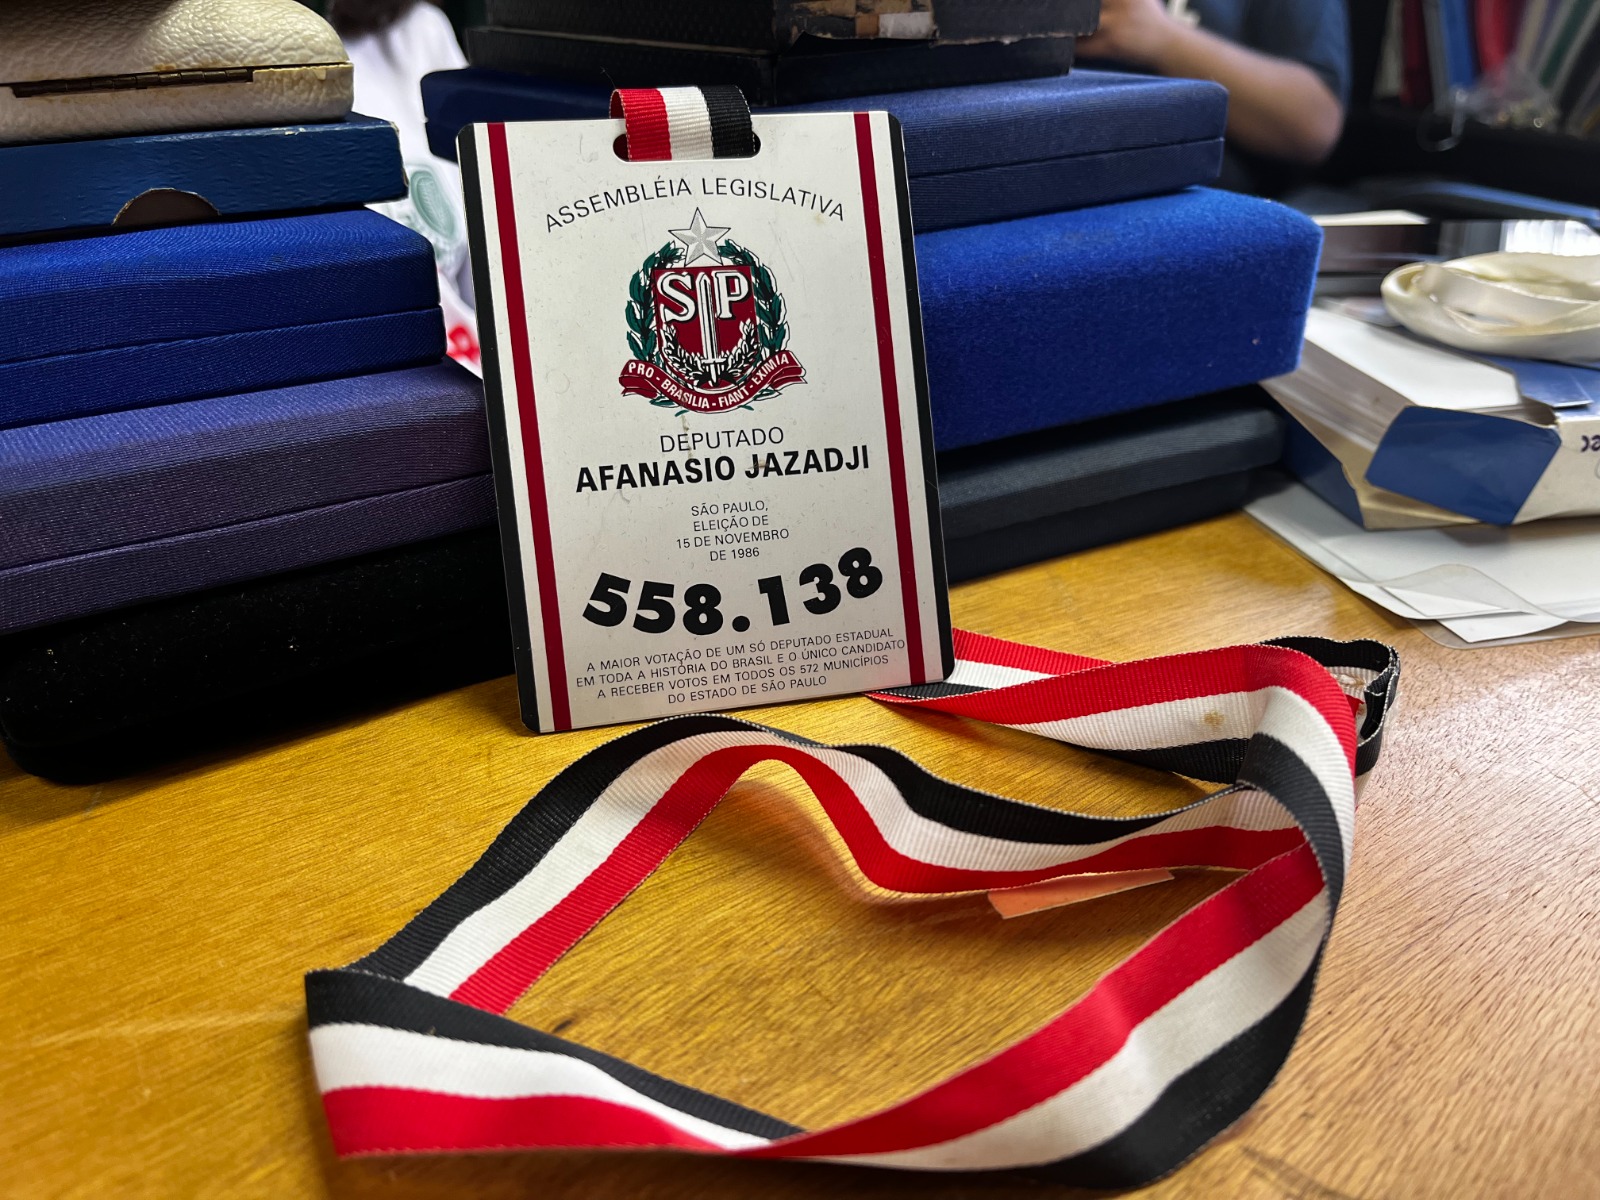 ASSEMBLÉIA LEGISLATIVA
SP
PRO • BRASILIA • FIANT • EXIMIA
DEPUTADO
AFANASIO JAZADJI
SÃO PAULO,
ELEIÇÃO DE
15 DE NOVEMBRO
DE 1986
558.138
A MAIOR VOTAÇÃO DE UM SÓ DEPUTADO ESTADUAL
EM TODA A HISTÓRIA DO BRASIL E O ÚNICO CANDIDATO
A RECEBER VOTOS EM TODOS OS 572 MUNICÍPIOS
DO ESTADO DE SÃO PAULO